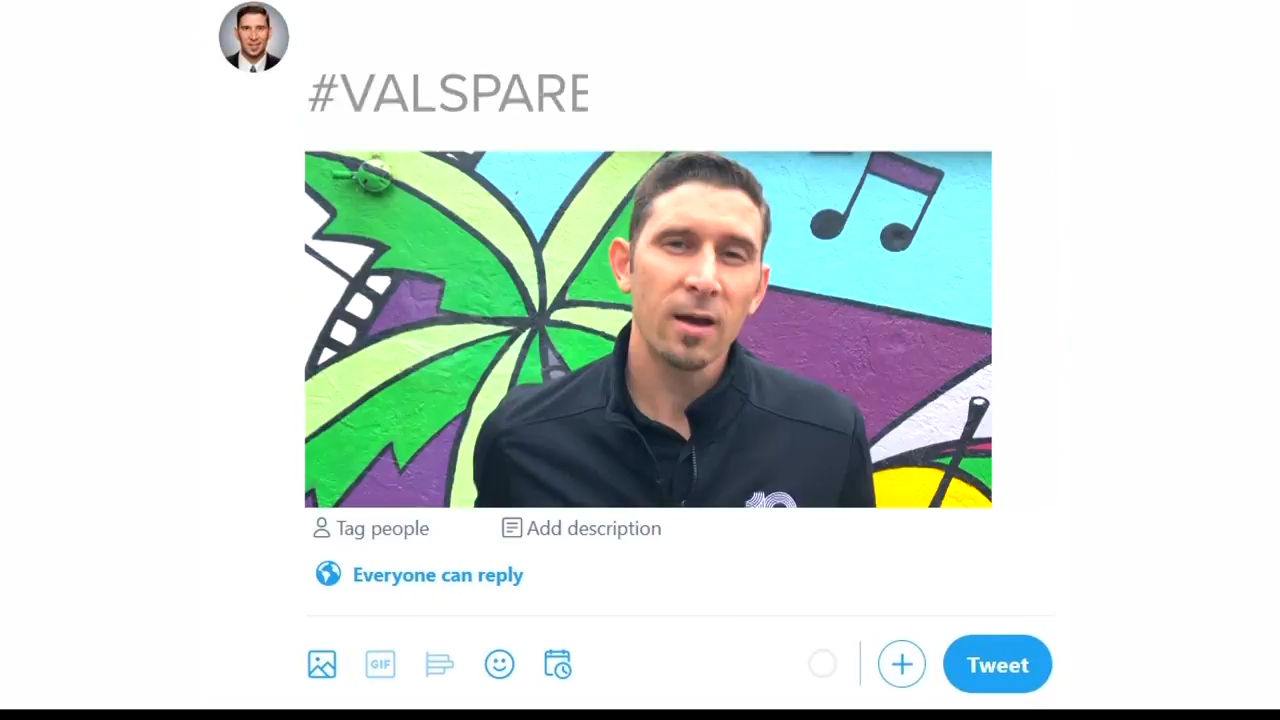 #VALSPARE
Tag people Add description
Everyone can reply
GIF
Tweet